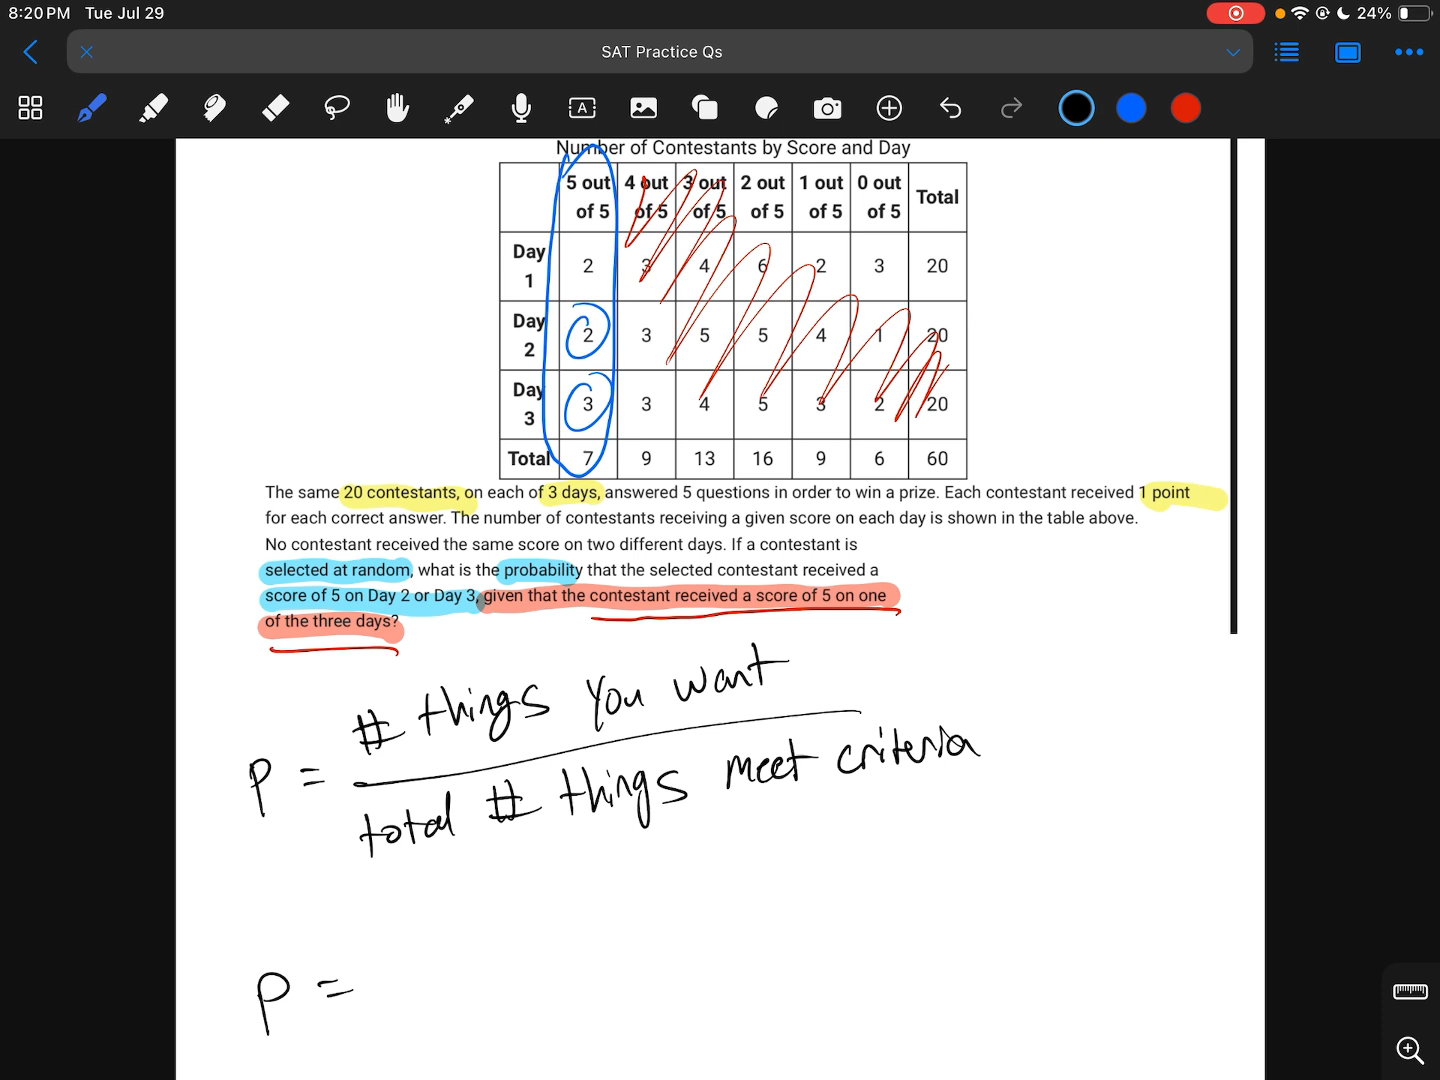 8:20 PM Tue Jul 29
24%
SAT Practice Qs
Number of Contestants by Score and Day
5 out of 5 4 out of 5 3 out of 5 2 out of 5 1 out of 5 0 out of 5 Total
Day 1 2 3 4 6 2 3 20
Day 2 2 3 5 5 4 1 20
Day 3 3 3 4 5 3 2 20
Total 7 9 13 16 9 6 60
The same 20 contestants, on each of 3 days, answered 5 questions in order to win a prize. Each contestant received 1 point
for each correct answer. The number of contestants receiving a given score on each day is shown in the table above.
No contestant received the same score on two different days. If a contestant is
selected at random, what is the probability that the selected contestant received a
score of 5 on Day 2 or Day 3, given that the contestant received a score of 5 on one
of the three days?
# things you want
P =
total # things meet criteria
P =